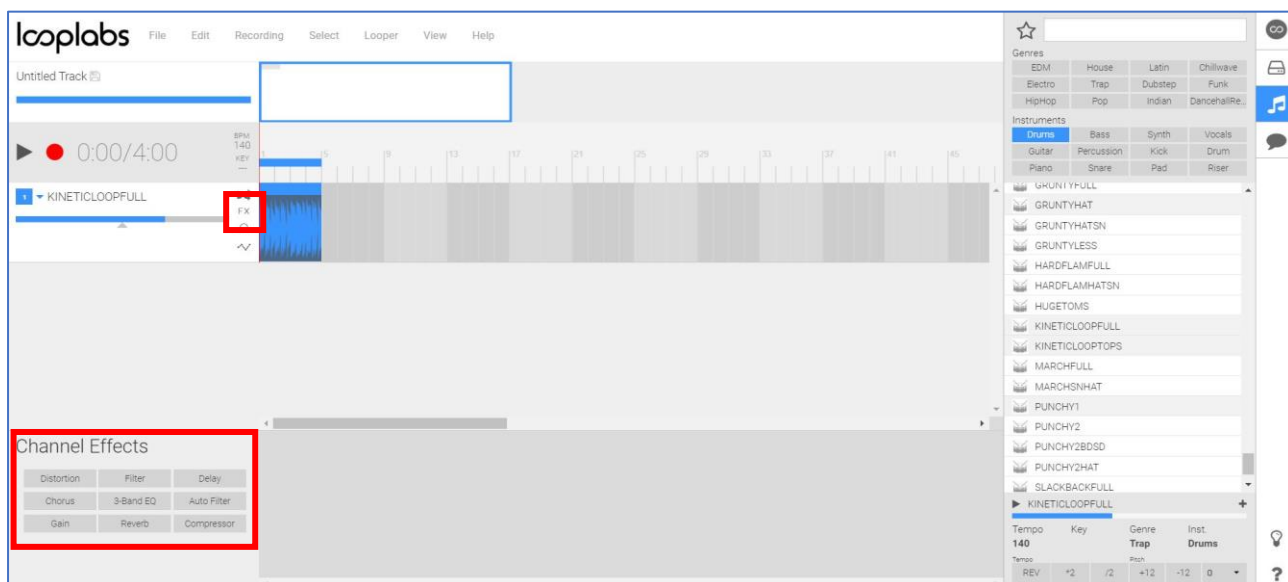 looplabs File Edit Recording Select Looper View Help
Untitled Track
BPM
140
KEY
---
0:00/4:00
1 5 9 13 17 21 25 29 33 37 41 45
1 KINETICLOOPFULL
FX
Channel Effects
Distortion Filter Delay
Chorus 3-Band EQ Auto Filter
Gain Reverb Compressor
Genres
EDM House Latin Chillwave
Electro Trap Dubstep Funk
HipHop Pop Indian DancehallRe...
Instruments
Drums Bass Synth Vocals
Guitar Percussion Kick Drum
Piano Snare Pad Riser
GRUNTYFULL
GRUNTYHAT
GRUNTYHATSN
GRUNTYLESS
HARDFLAMFULL
HARDFLAMHATSN
HUGETOMS
KINETICLOOPFULL
KINETICLOOPTOPS
MARCHFULL
MARCHSNHAT
PUNCHY1
PUNCHY2
PUNCHY2BDSD
PUNCHY2HAT
SLACKBACKFULL
KINETICLOOPFULL +
Tempo Key Genre Inst.
140 Trap Drums
Tempo Pitch
REV *2 /2 +12 -12 0
?